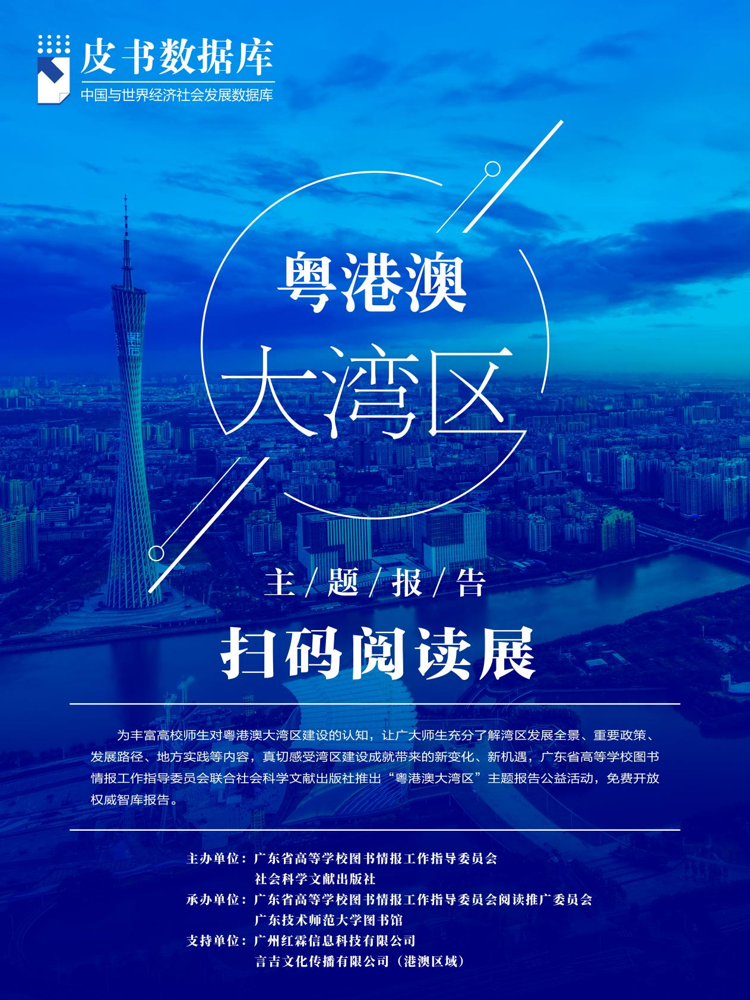 皮书数据库
中国与世界经济社会发展数据库
粤港澳
大湾区
主/题/报/告
扫码阅读展
为丰富高校师生对粤港澳大湾区建设的认知，让广大师生充分了解湾区发展全景、重要政策、
发展路径、地方实践等内容，真切感受湾区建设成就带来的新变化、新机遇，广东省高等学校图书
情报工作指导委员会联合社会科学文献出版社推出“粤港澳大湾区”主题报告公益活动，免费开放
权威智库报告。
主办单位：广东省高等学校图书情报工作指导委员会
社会科学文献出版社
承办单位：广东省高等学校图书情报工作指导委员会阅读推广委员会
广东技术师范大学图书馆
支持单位：广州红霖信息科技有限公司
言吉文化传播有限公司（港澳区域）